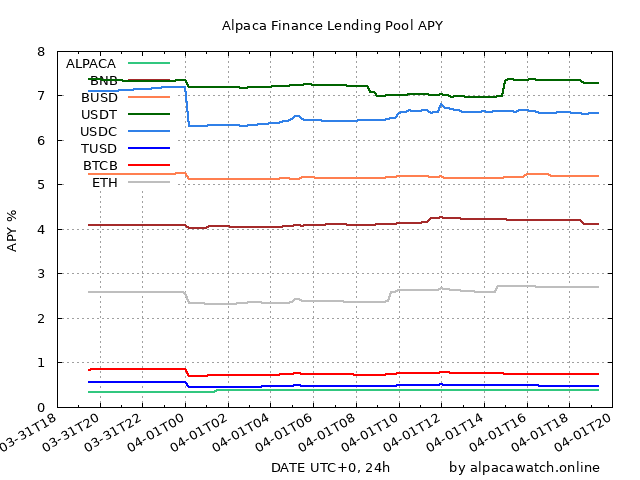 Alpaca Finance Lending Pool APY
8
7
6
5
4
3
2
1
0
APY %
ALPACA
BNB
BUSD
USDT
USDC
TUSD
BTCB
ETH
03-31T18
03-31T20
03-31T22
04-01T00
04-01T02
04-01T04
04-01T06
04-01T08
04-01T10
04-01T12
04-01T14
04-01T16
04-01T18
04-01T20
DATE UTC+0, 24h
by alpacawatch.online